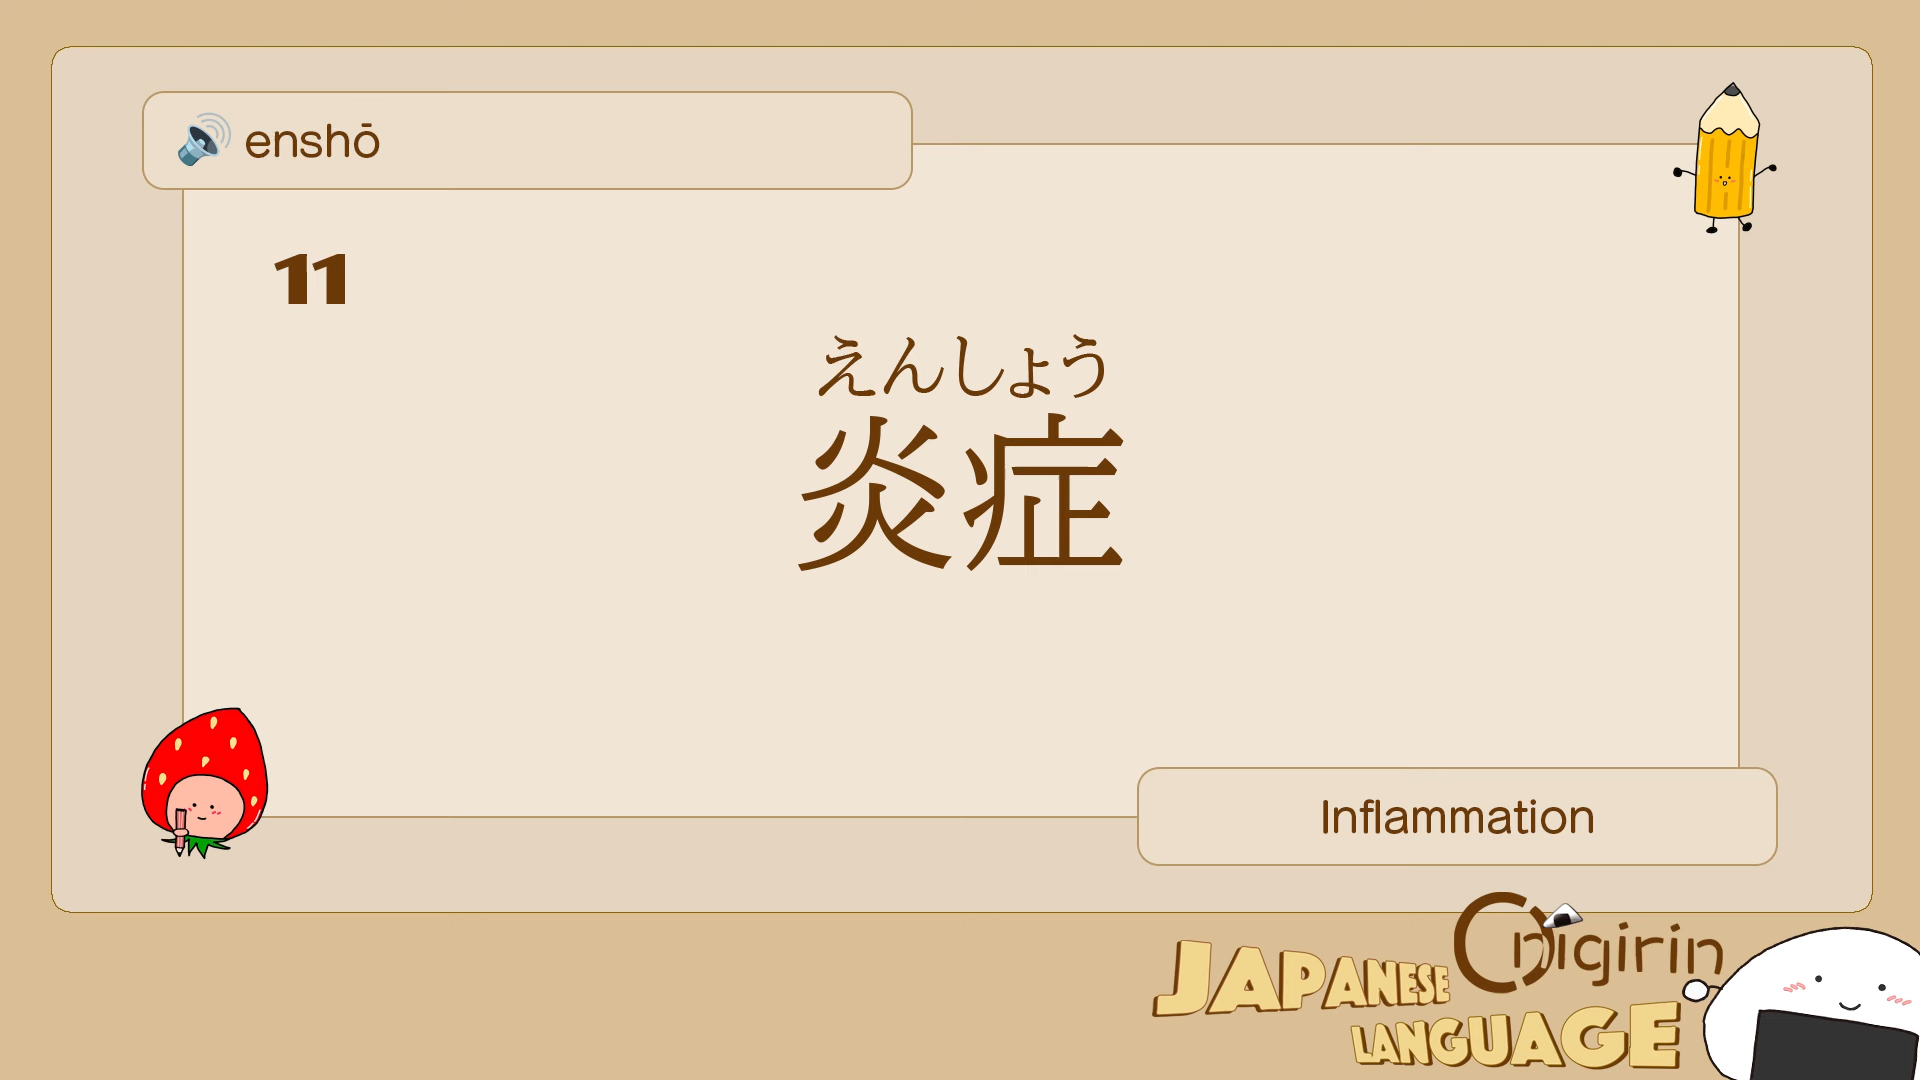 enshō
11
えんしょう
炎症
Inflammation
Onigirin
JAPANESE
LANGUAGE